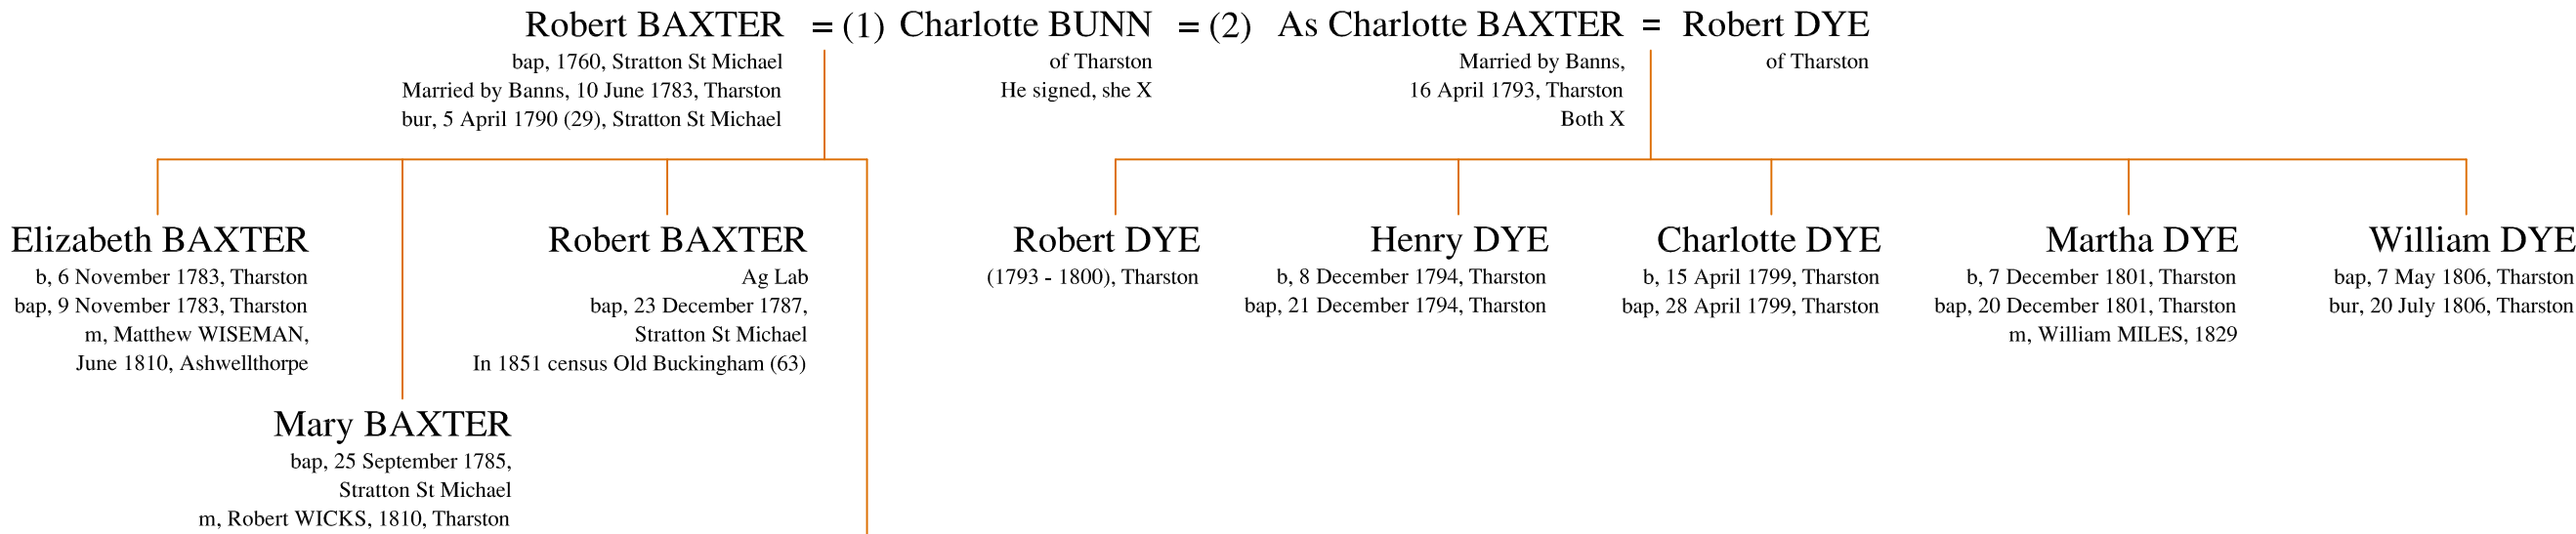 Robert BAXTER = (1) Charlotte BUNN = (2) As Charlotte BAXTER = Robert DYE
bap, 1760, Stratton St Michael
Married by Banns, 10 June 1783, Tharston
bur, 5 April 1790 (29), Stratton St Michael
of Tharston
He signed, she X
Married by Banns,
16 April 1793, Tharston
Both X
of Tharston
Elizabeth BAXTER
b, 6 November 1783, Tharston
bap, 9 November 1783, Tharston
m, Matthew WISEMAN,
June 1810, Ashwellthorpe
Mary BAXTER
bap, 25 September 1785,
Stratton St Michael
m, Robert WICKS, 1810, Tharston
Robert BAXTER
Ag Lab
bap, 23 December 1787,
Stratton St Michael
In 1851 census Old Buckingham (63)
Robert DYE
(1793 - 1800), Tharston
Henry DYE
b, 8 December 1794, Tharston
bap, 21 December 1794, Tharston
Charlotte DYE
b, 15 April 1799, Tharston
bap, 28 April 1799, Tharston
Martha DYE
b, 7 December 1801, Tharston
bap, 20 December 1801, Tharston
m, William MILES, 1829
William DYE
bap, 7 May 1806, Tharston
bur, 20 July 1806, Tharston